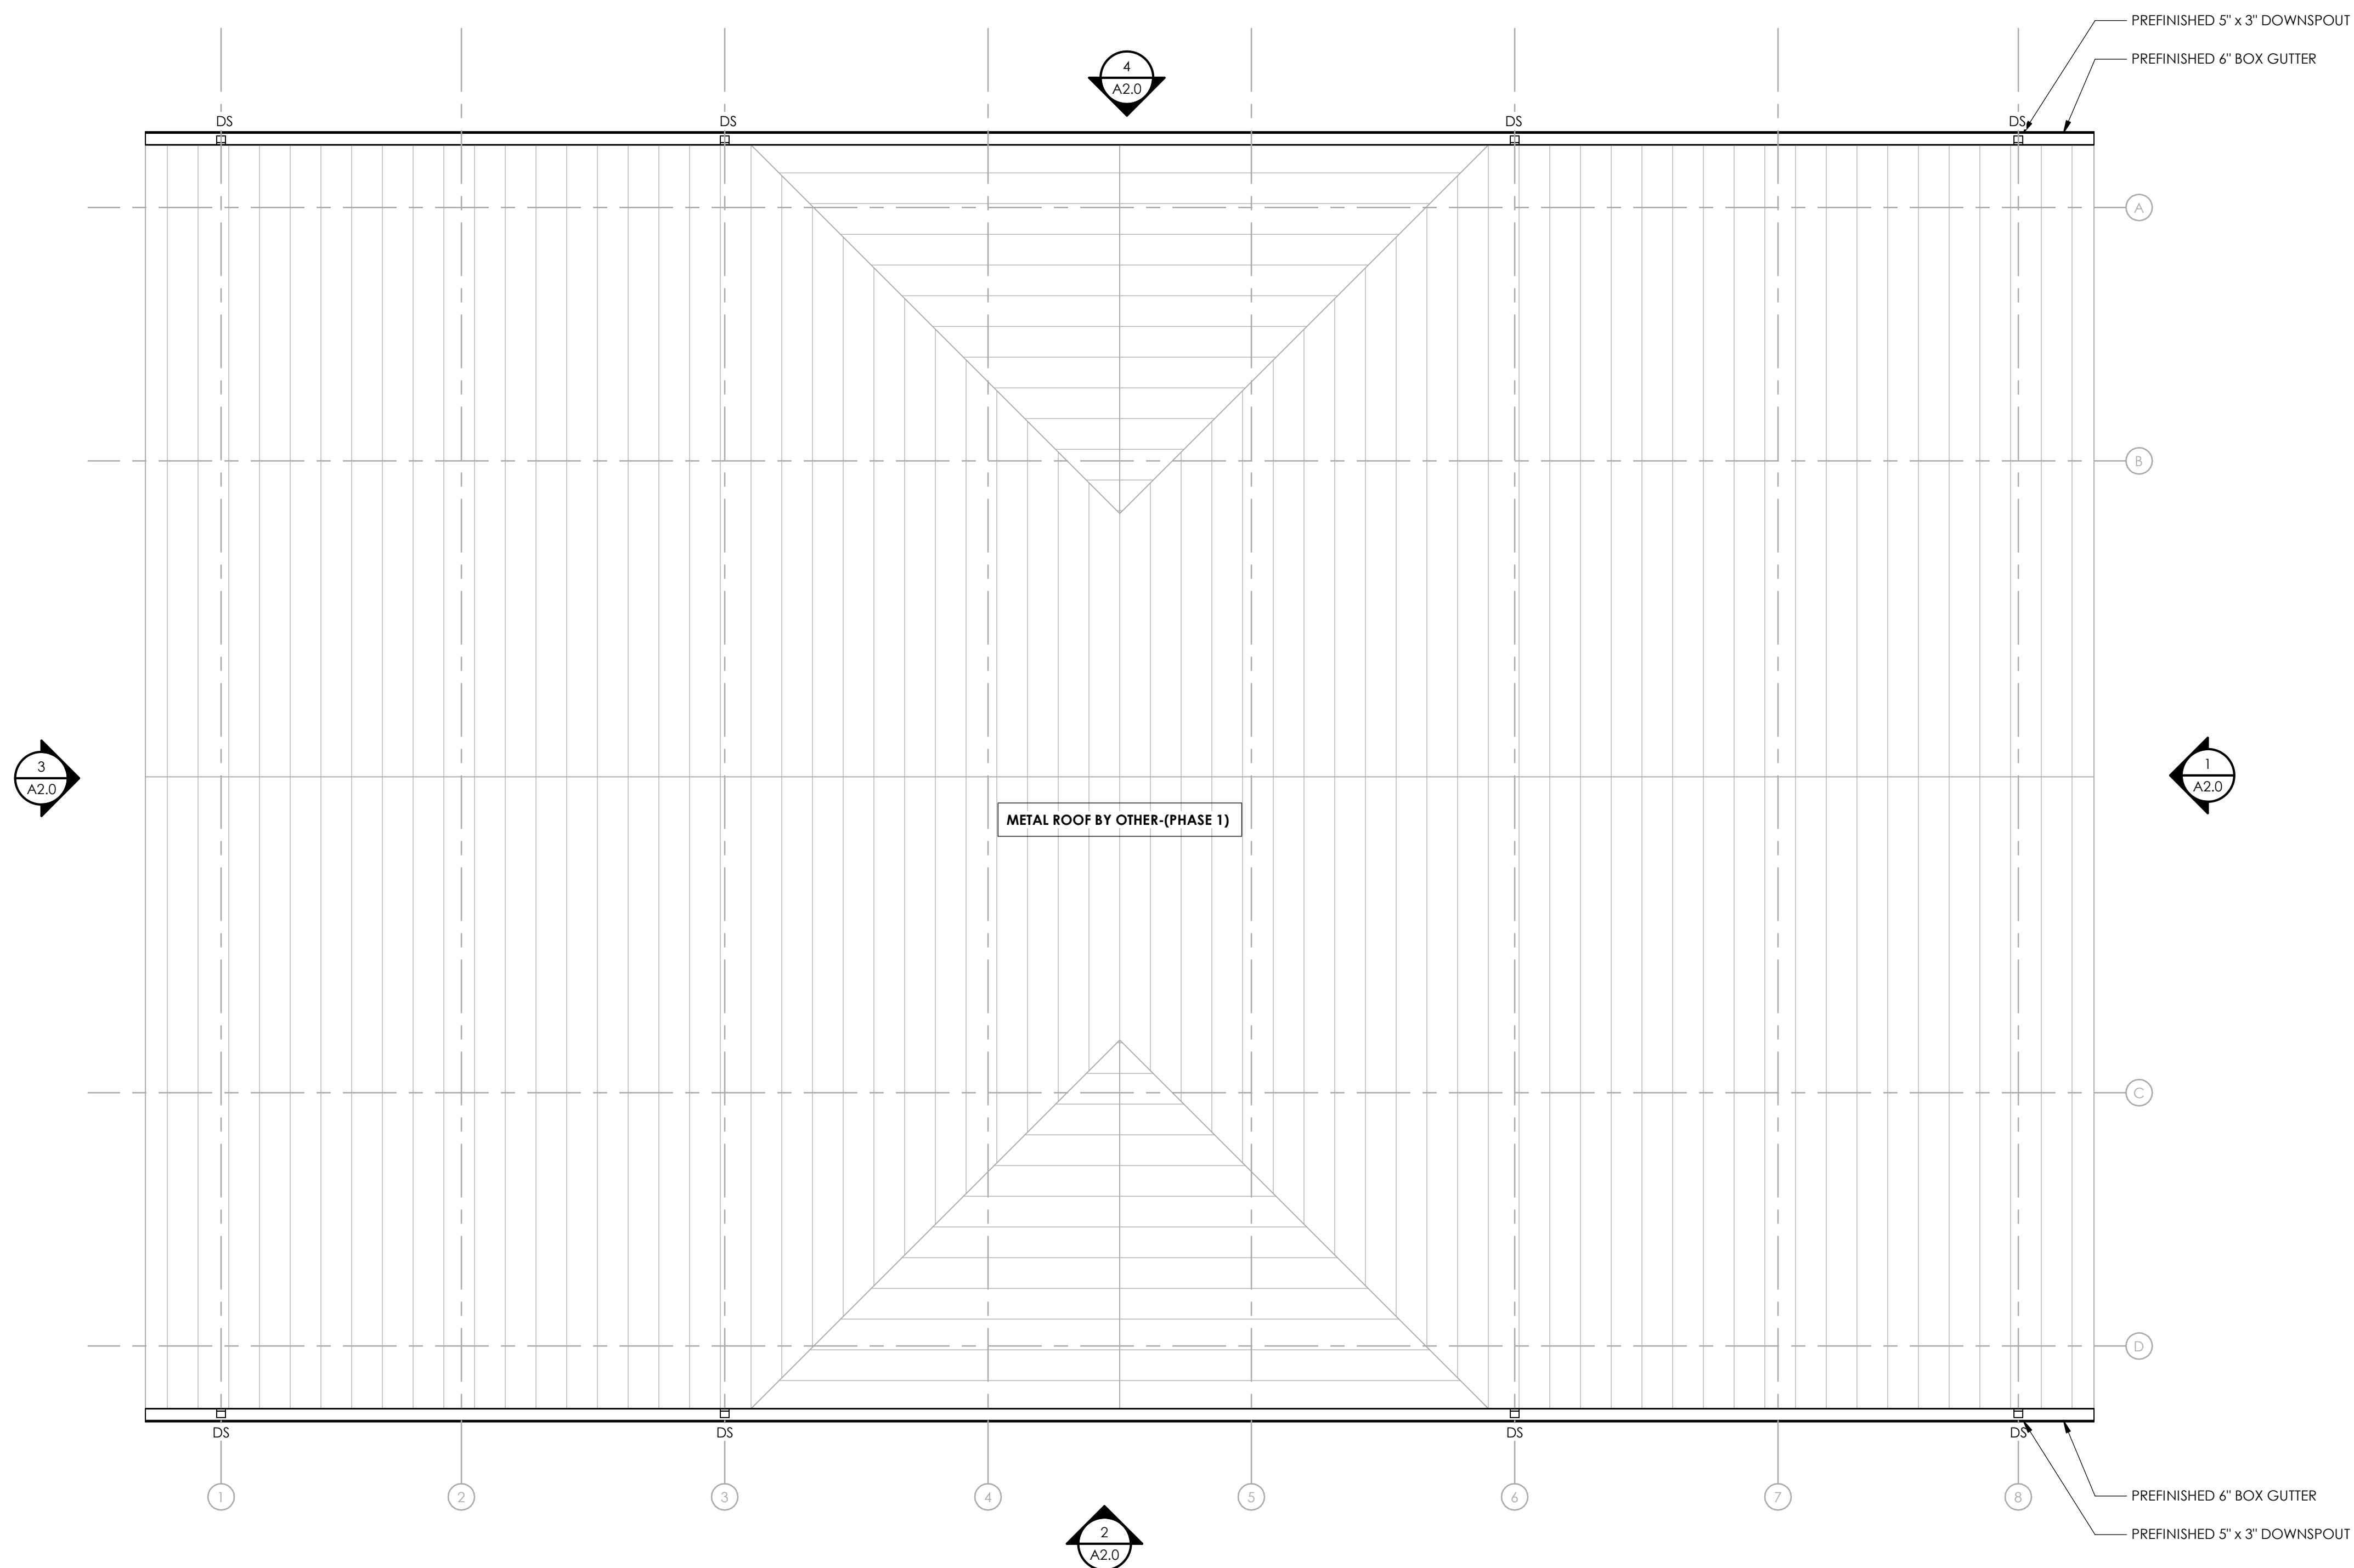 PREFINISHED 5" x 3" DOWNSPOUT
PREFINISHED 6" BOX GUTTER
4
A2.0
DS
DS
DS
DS
A
B
3
A2.0
1
A2.0
METAL ROOF BY OTHER-(PHASE 1)
C
D
DS
DS
DS
DS
1
2
3
4
5
6
7
8
PREFINISHED 6" BOX GUTTER
2
A2.0
PREFINISHED 5" x 3" DOWNSPOUT